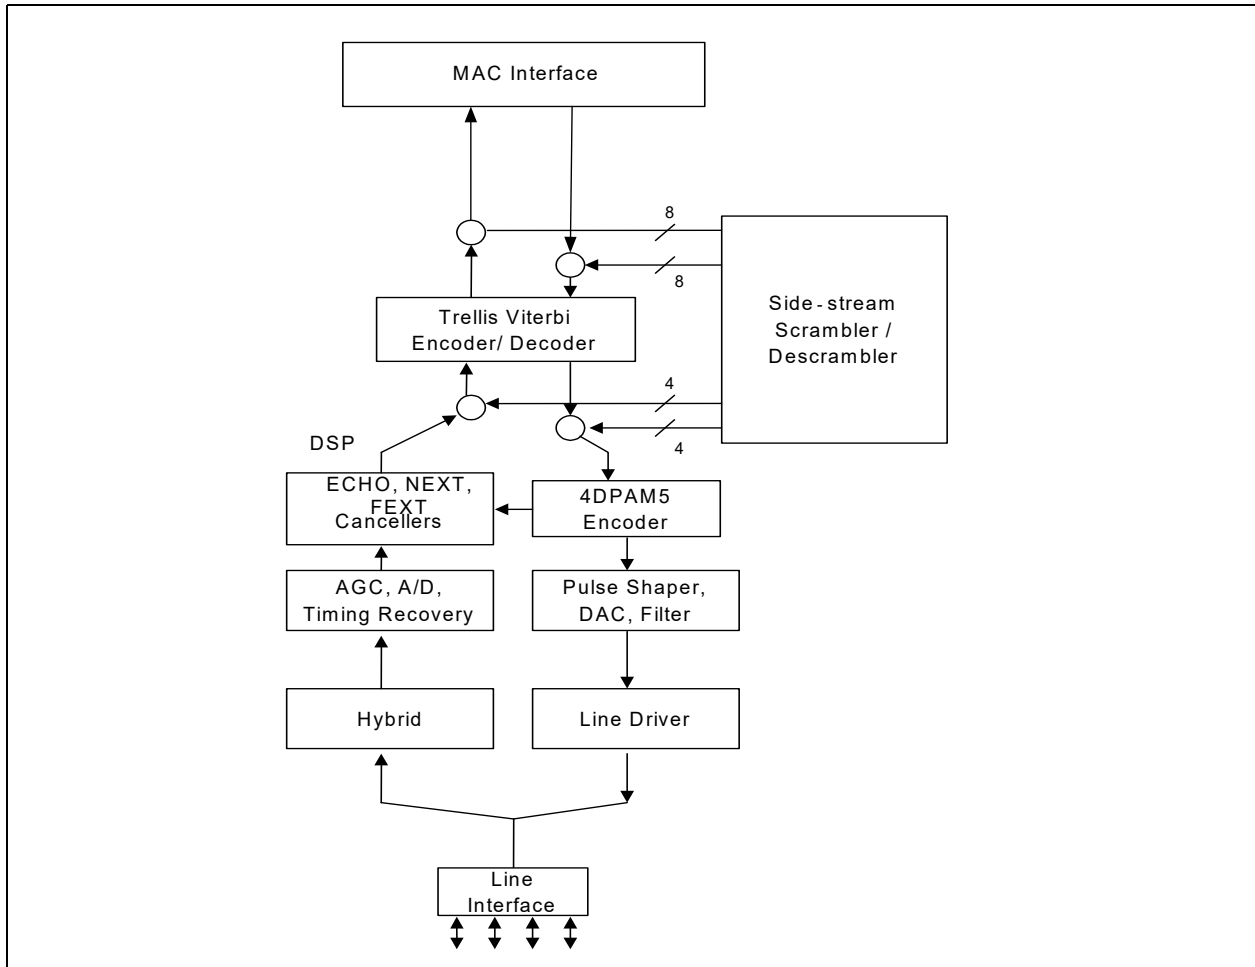 MAC Interface
8
8
Trellis Viterbi
Encoder/ Decoder
Side-stream
Scrambler /
Descrambler
4
4
DSP
ECHO, NEXT,
FEXT
Cancellers
4DPAM5
Encoder
AGC, A/D,
Timing Recovery
Pulse Shaper,
DAC, Filter
Hybrid
Line Driver
Line
Interface